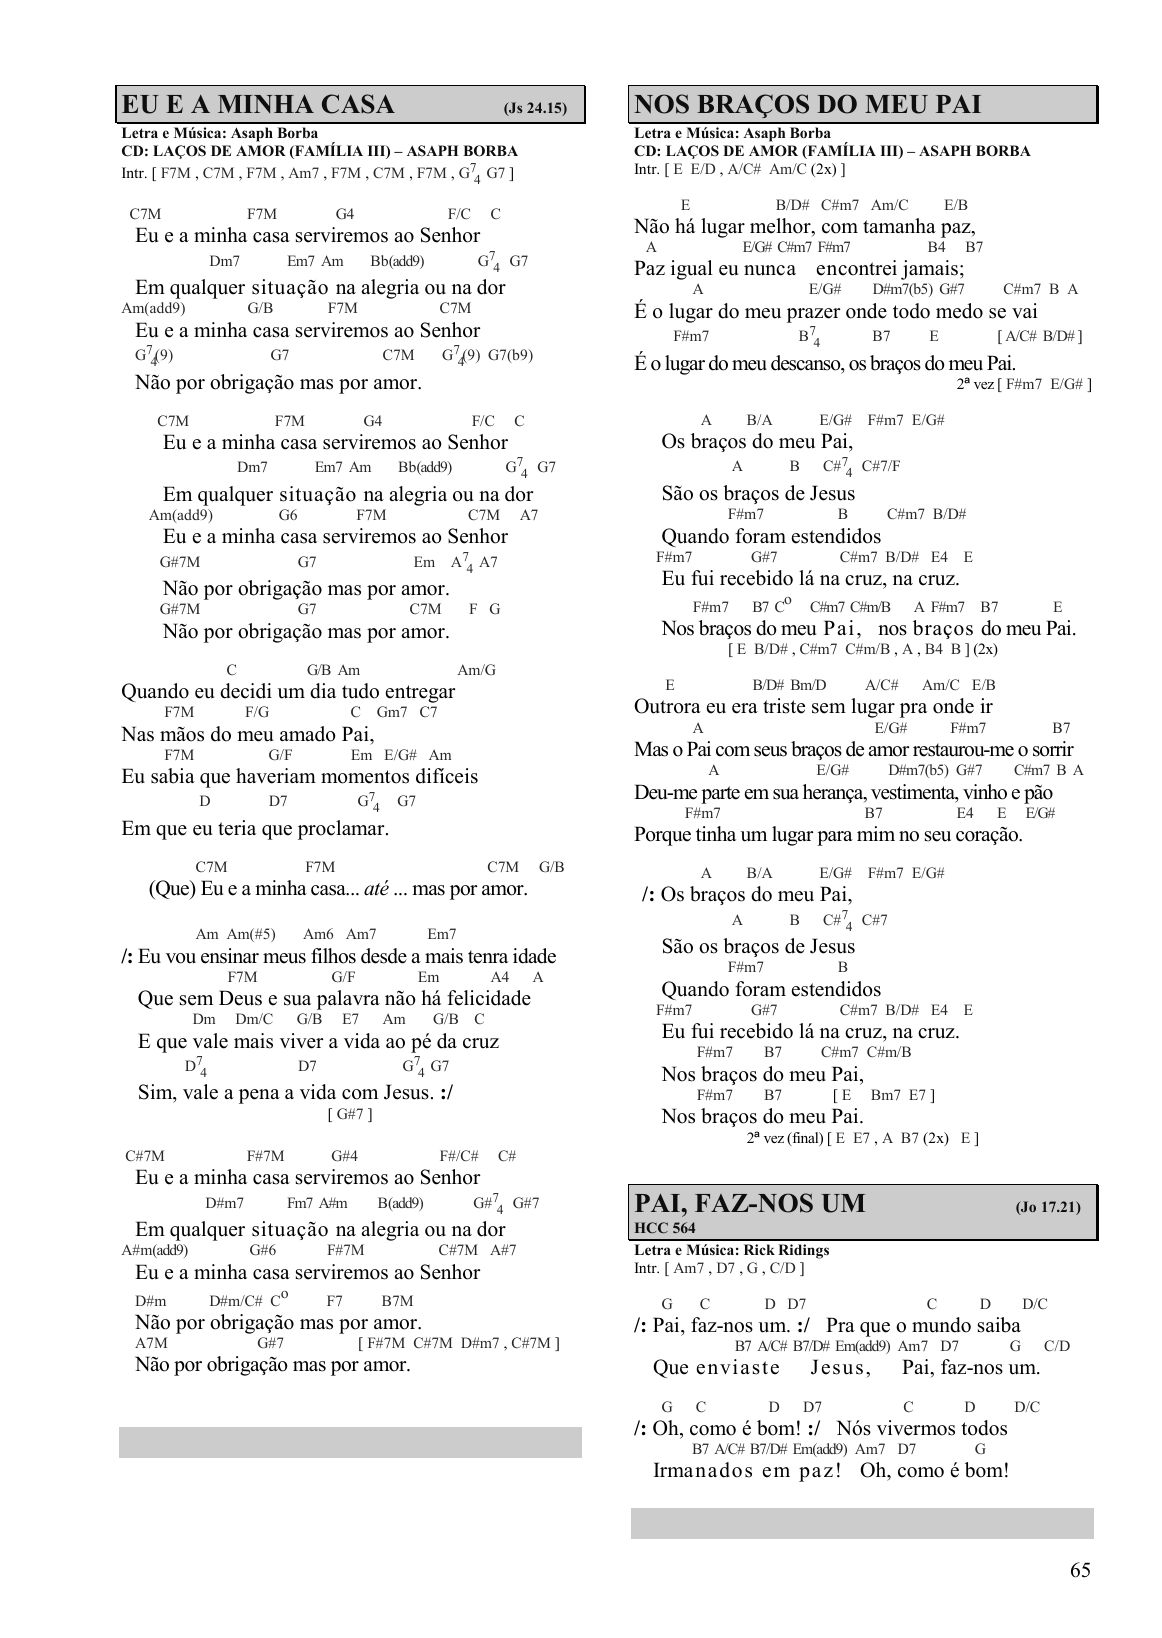 EU E A MINHA CASA (Js 24.15)
Letra e Música: Asaph Borba
CD: LAÇOS DE AMOR (FAMÍLIA III) – ASAPH BORBA
Intr. [ F7M , C7M , F7M , Am7 , F7M , C7M , F7M , G7/4 G7 ]
C7M F7M G4 F/C C
Eu e a minha casa serviremos ao Senhor
Dm7 Em7 Am Bb(add9) G7/4 G7
Em qualquer situação na alegria ou na dor
Am(add9) G/B F7M C7M
Eu e a minha casa serviremos ao Senhor
G7/4(9) G7 C7M G7/4(9) G7(b9)
Não por obrigação mas por amor.
C7M F7M G4 F/C C
Eu e a minha casa serviremos ao Senhor
Dm7 Em7 Am Bb(add9) G7/4 G7
Em qualquer situação na alegria ou na dor
Am(add9) G6 F7M C7M A7
Eu e a minha casa serviremos ao Senhor
G#7M G7 Em A7/4 A7
Não por obrigação mas por amor.
G#7M G7 C7M F G
Não por obrigação mas por amor.
C G/B Am Am/G
Quando eu decidi um dia tudo entregar
F7M F/G C Gm7 C7
Nas mãos do meu amado Pai,
F7M G/F Em E/G# Am
Eu sabia que haveriam momentos difíceis
D D7 G7/4 G7
Em que eu teria que proclamar.
C7M F7M C7M G/B
(Que) Eu e a minha casa... até ... mas por amor.
Am Am(#5) Am6 Am7 Em7
/: Eu vou ensinar meus filhos desde a mais tenra idade
F7M G/F Em A4 A
Que sem Deus e sua palavra não há felicidade
Dm Dm/C G/B E7 Am G/B C
E que vale mais viver a vida ao pé da cruz
D7/4 D7 G7/4 G7
Sim, vale a pena a vida com Jesus. :/
[ G#7 ]
C#7M F#7M G#4 F#/C# C#
Eu e a minha casa serviremos ao Senhor
D#m7 Fm7 A#m B(add9) G#7/4 G#7
Em qualquer situação na alegria ou na dor
A#m(add9) G#6 F#7M C#7M A#7
Eu e a minha casa serviremos ao Senhor
D#m D#m/C# Cº F7 B7M
Não por obrigação mas por amor.
A7M G#7 [ F#7M C#7M D#m7 , C#7M ]
Não por obrigação mas por amor.
NOS BRAÇOS DO MEU PAI
Letra e Música: Asaph Borba
CD: LAÇOS DE AMOR (FAMÍLIA III) – ASAPH BORBA
Intr. [ E E/D , A/C# Am/C (2x) ]
E B/D# C#m7 Am/C E/B
Não há lugar melhor, com tamanha paz,
A E/G# C#m7 F#m7 B4 B7
Paz igual eu nunca encontrei jamais;
A E/G# D#m7(b5) G#7 C#m7 B A
É o lugar do meu prazer onde todo medo se vai
F#m7 B7/4 B7 E [ A/C# B/D# ]
É o lugar do meu descanso, os braços do meu Pai.
2ª vez [ F#m7 E/G# ]
A B/A E/G# F#m7 E/G#
Os braços do meu Pai,
A B C#7/4 C#7/F
São os braços de Jesus
F#m7 B C#m7 B/D#
Quando foram estendidos
F#m7 G#7 C#m7 B/D# E4 E
Eu fui recebido lá na cruz, na cruz.
F#m7 B7 Cº C#m7 C#m/B A F#m7 B7 E
Nos braços do meu Pai, nos braços do meu Pai.
[ E B/D# , C#m7 C#m/B , A , B4 B ] (2x)
E B/D# Bm/D A/C# Am/C E/B
Outrora eu era triste sem lugar pra onde ir
A E/G# F#m7 B7
Mas o Pai com seus braços de amor restaurou-me o sorrir
A E/G# D#m7(b5) G#7 C#m7 B A
Deu-me parte em sua herança, vestimenta, vinho e pão
F#m7 B7 E4 E E/G#
Porque tinha um lugar para mim no seu coração.
A B/A E/G# F#m7 E/G#
/: Os braços do meu Pai,
A B C#7/4 C#7
São os braços de Jesus
F#m7 B
Quando foram estendidos
F#m7 G#7 C#m7 B/D# E4 E
Eu fui recebido lá na cruz, na cruz.
F#m7 B7 C#m7 C#m/B
Nos braços do meu Pai,
F#m7 B7 [ E Bm7 E7 ]
Nos braços do meu Pai.
2ª vez (final) [ E E7 , A B7 (2x) E ]
PAI, FAZ-NOS UM (Jo 17.21)
HCC 564
Letra e Música: Rick Ridings
Intr. [ Am7 , D7 , G , C/D ]
G C D D7 C D D/C
/: Pai, faz-nos um. :/ Pra que o mundo saiba
B7 A/C# B7/D# Em(add9) Am7 D7 G C/D
Que enviaste Jesus, Pai, faz-nos um.
G C D D7 C D D/C
/: Oh, como é bom! :/ Nós vivermos todos
B7 A/C# B7/D# Em(add9) Am7 D7 G
Irmanados em paz! Oh, como é bom!
65